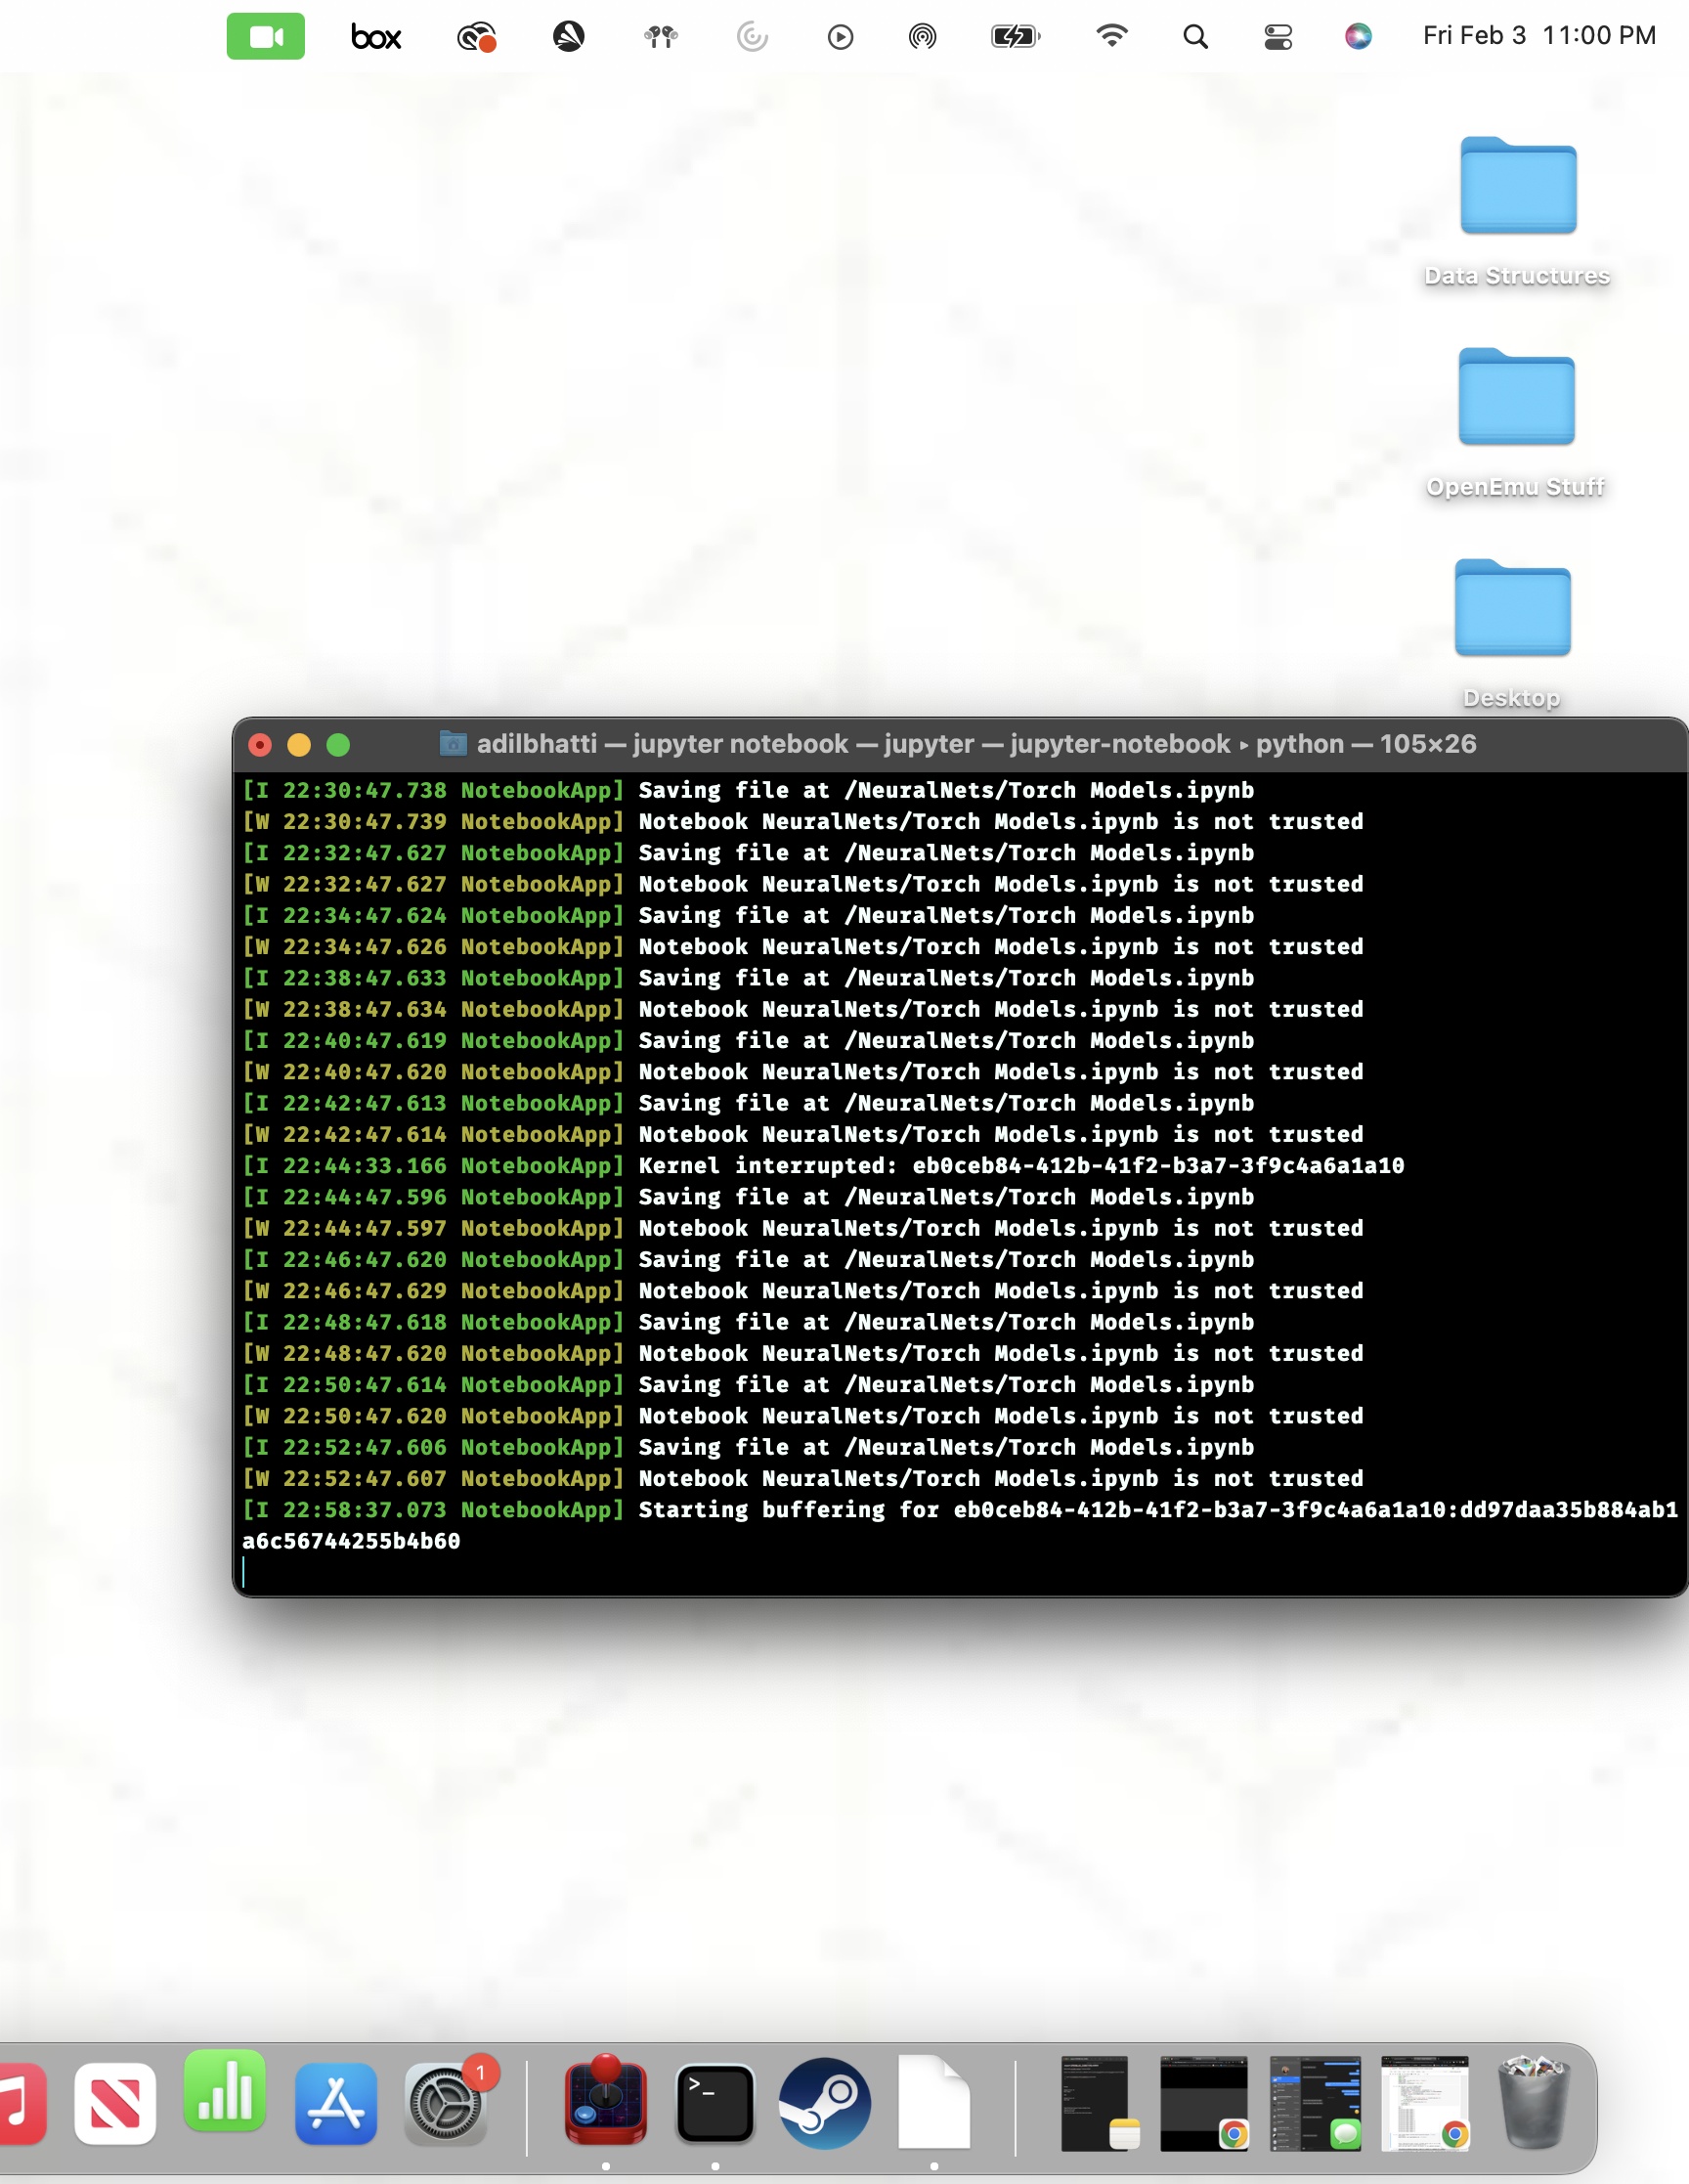 box
Fri Feb 3 11:00 PM
Data Structures
OpenEmu Stuff
Desktop
adilbhatti — jupyter notebook — jupyter — jupyter-notebook ▸ python — 105×26
[I 22:30:47.738 NotebookApp] Saving file at /NeuralNets/Torch Models.ipynb
[W 22:30:47.739 NotebookApp] Notebook NeuralNets/Torch Models.ipynb is not trusted
[I 22:32:47.627 NotebookApp] Saving file at /NeuralNets/Torch Models.ipynb
[W 22:32:47.627 NotebookApp] Notebook NeuralNets/Torch Models.ipynb is not trusted
[I 22:34:47.624 NotebookApp] Saving file at /NeuralNets/Torch Models.ipynb
[W 22:34:47.626 NotebookApp] Notebook NeuralNets/Torch Models.ipynb is not trusted
[I 22:38:47.633 NotebookApp] Saving file at /NeuralNets/Torch Models.ipynb
[W 22:38:47.634 NotebookApp] Notebook NeuralNets/Torch Models.ipynb is not trusted
[I 22:40:47.619 NotebookApp] Saving file at /NeuralNets/Torch Models.ipynb
[W 22:40:47.620 NotebookApp] Notebook NeuralNets/Torch Models.ipynb is not trusted
[I 22:42:47.613 NotebookApp] Saving file at /NeuralNets/Torch Models.ipynb
[W 22:42:47.614 NotebookApp] Notebook NeuralNets/Torch Models.ipynb is not trusted
[I 22:44:33.166 NotebookApp] Kernel interrupted: eb0ceb84-412b-41f2-b3a7-3f9c4a6a1a10
[I 22:44:47.596 NotebookApp] Saving file at /NeuralNets/Torch Models.ipynb
[W 22:44:47.597 NotebookApp] Notebook NeuralNets/Torch Models.ipynb is not trusted
[I 22:46:47.620 NotebookApp] Saving file at /NeuralNets/Torch Models.ipynb
[W 22:46:47.629 NotebookApp] Notebook NeuralNets/Torch Models.ipynb is not trusted
[I 22:48:47.618 NotebookApp] Saving file at /NeuralNets/Torch Models.ipynb
[W 22:48:47.620 NotebookApp] Notebook NeuralNets/Torch Models.ipynb is not trusted
[I 22:50:47.614 NotebookApp] Saving file at /NeuralNets/Torch Models.ipynb
[W 22:50:47.620 NotebookApp] Notebook NeuralNets/Torch Models.ipynb is not trusted
[I 22:52:47.606 NotebookApp] Saving file at /NeuralNets/Torch Models.ipynb
[W 22:52:47.607 NotebookApp] Notebook NeuralNets/Torch Models.ipynb is not trusted
[I 22:58:37.073 NotebookApp] Starting buffering for eb0ceb84-412b-41f2-b3a7-3f9c4a6a1a10:dd97daa35b884ab1
a6c56744255b4b60
1
>_